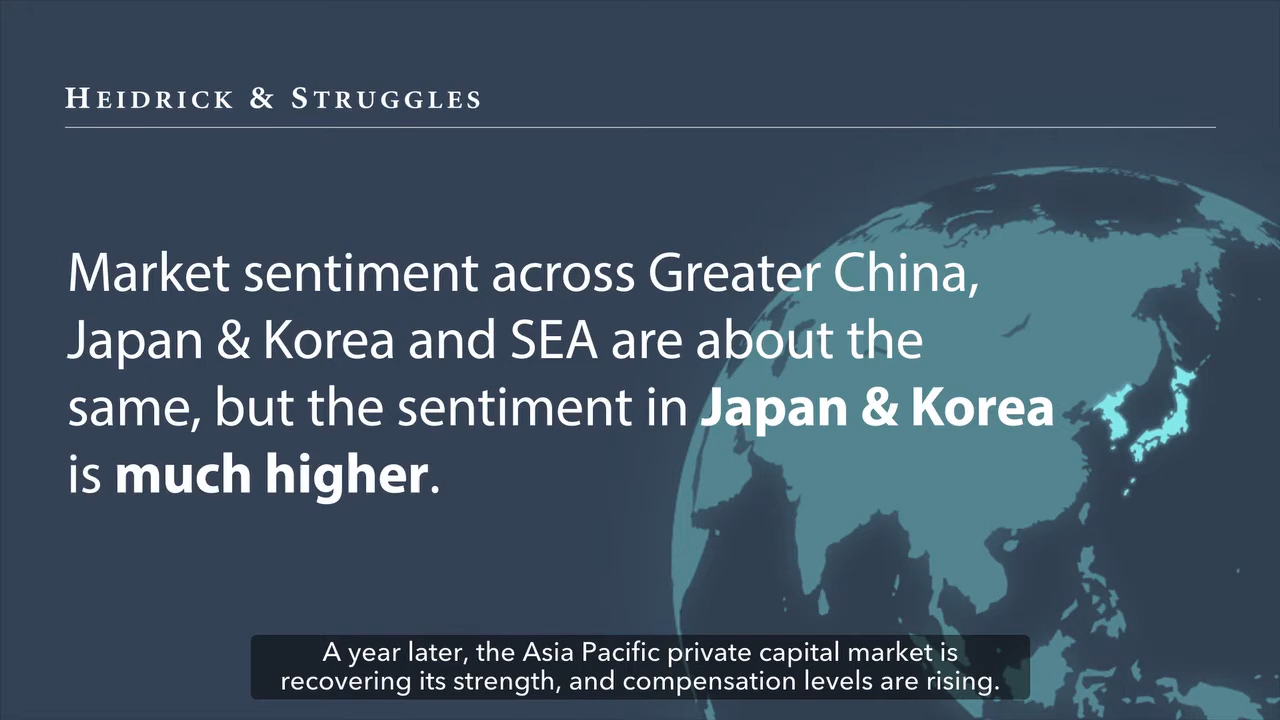 HEIDRICK & STRUGGLES
Market sentiment across Greater China,
Japan & Korea and SEA are about the
same, but the sentiment in Japan & Korea
is much higher.
A year later, the Asia Pacific private capital market is
recovering its strength, and compensation levels are rising.